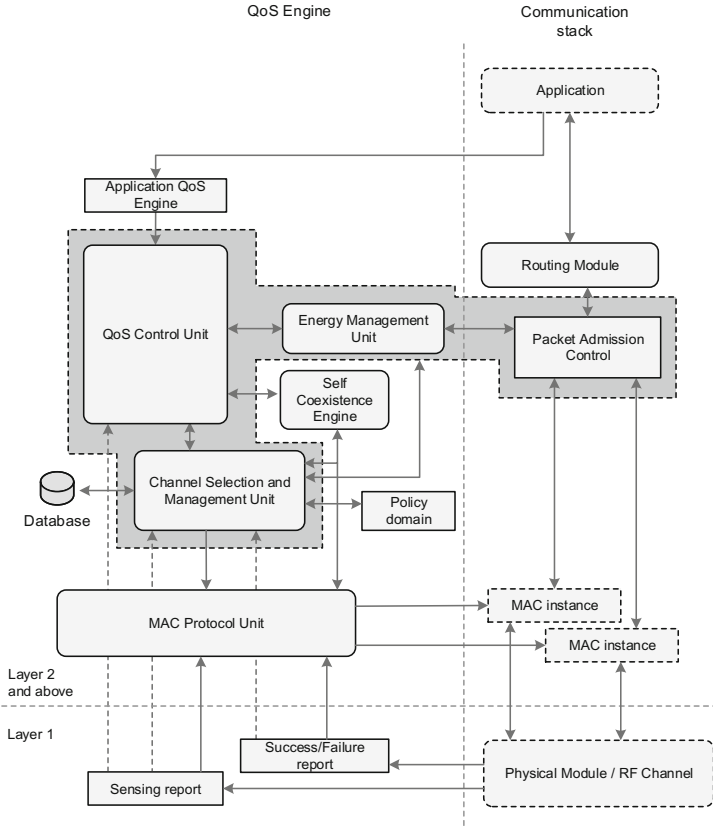 QoS Engine
Communication
stack
Application
Application QoS
Engine
Routing Module
QoS Control Unit
Energy Management
Unit
Packet Admission
Control
Self
Coexistence
Engine
Channel Selection and
Management Unit
Database
Policy
domain
MAC Protocol Unit
MAC instance
MAC instance
Layer 2
and above
Layer 1
Success/Failure
report
Physical Module / RF Channel
Sensing report